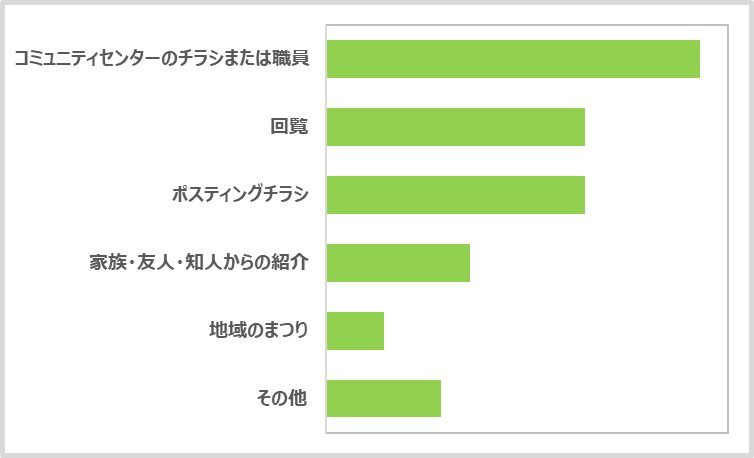 コミュニティセンターのチラシまたは職員
回覧
ポスティングチラシ
家族・友人・知人からの紹介
地域のまつり
その他